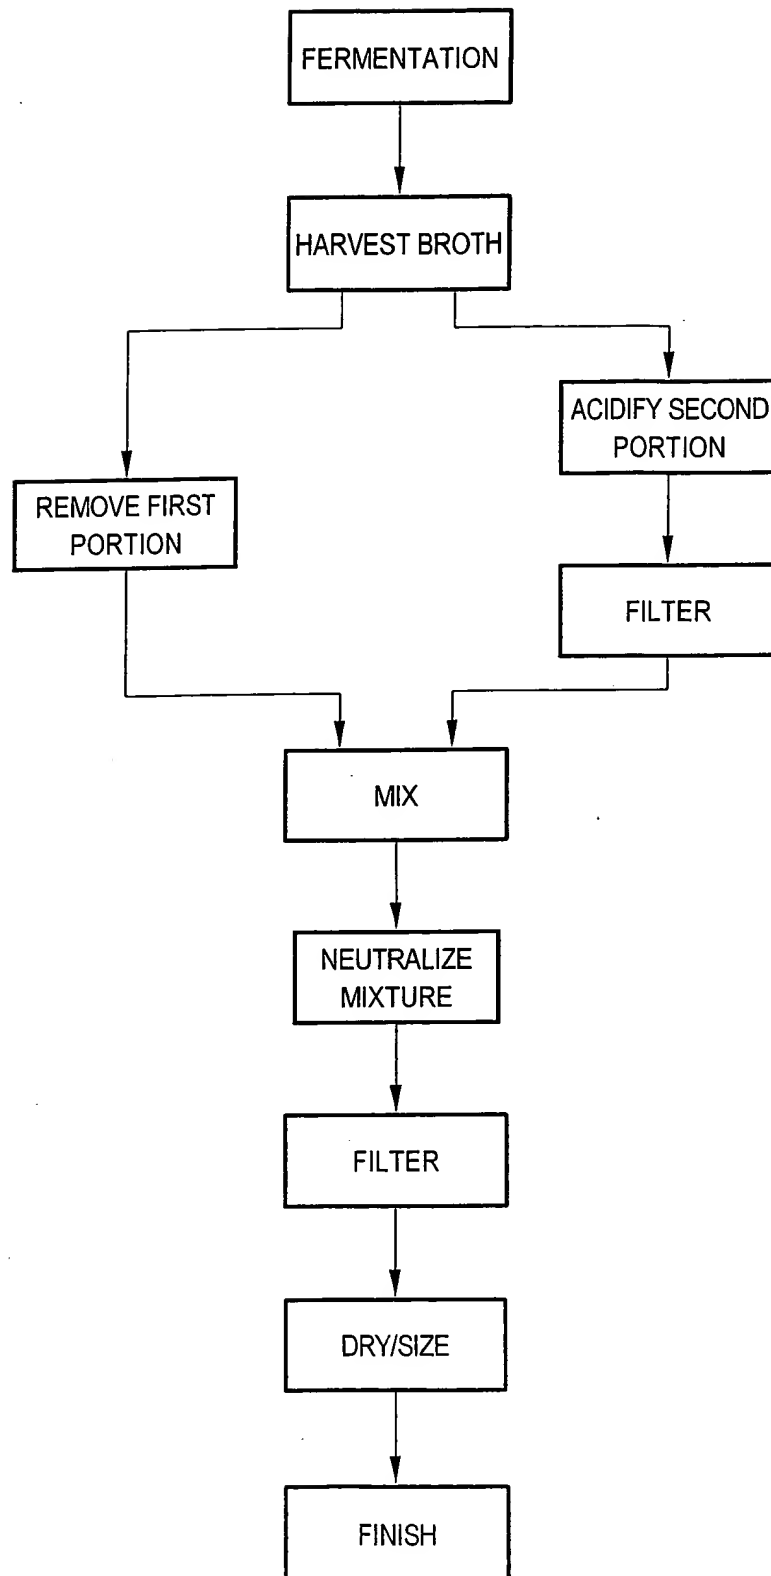 FERMENTATION
HARVEST BROTH
ACIDIFY SECOND
PORTION
REMOVE FIRST
PORTION
FILTER
MIX
NEUTRALIZE
MIXTURE
FILTER
DRY/SIZE
FINISH